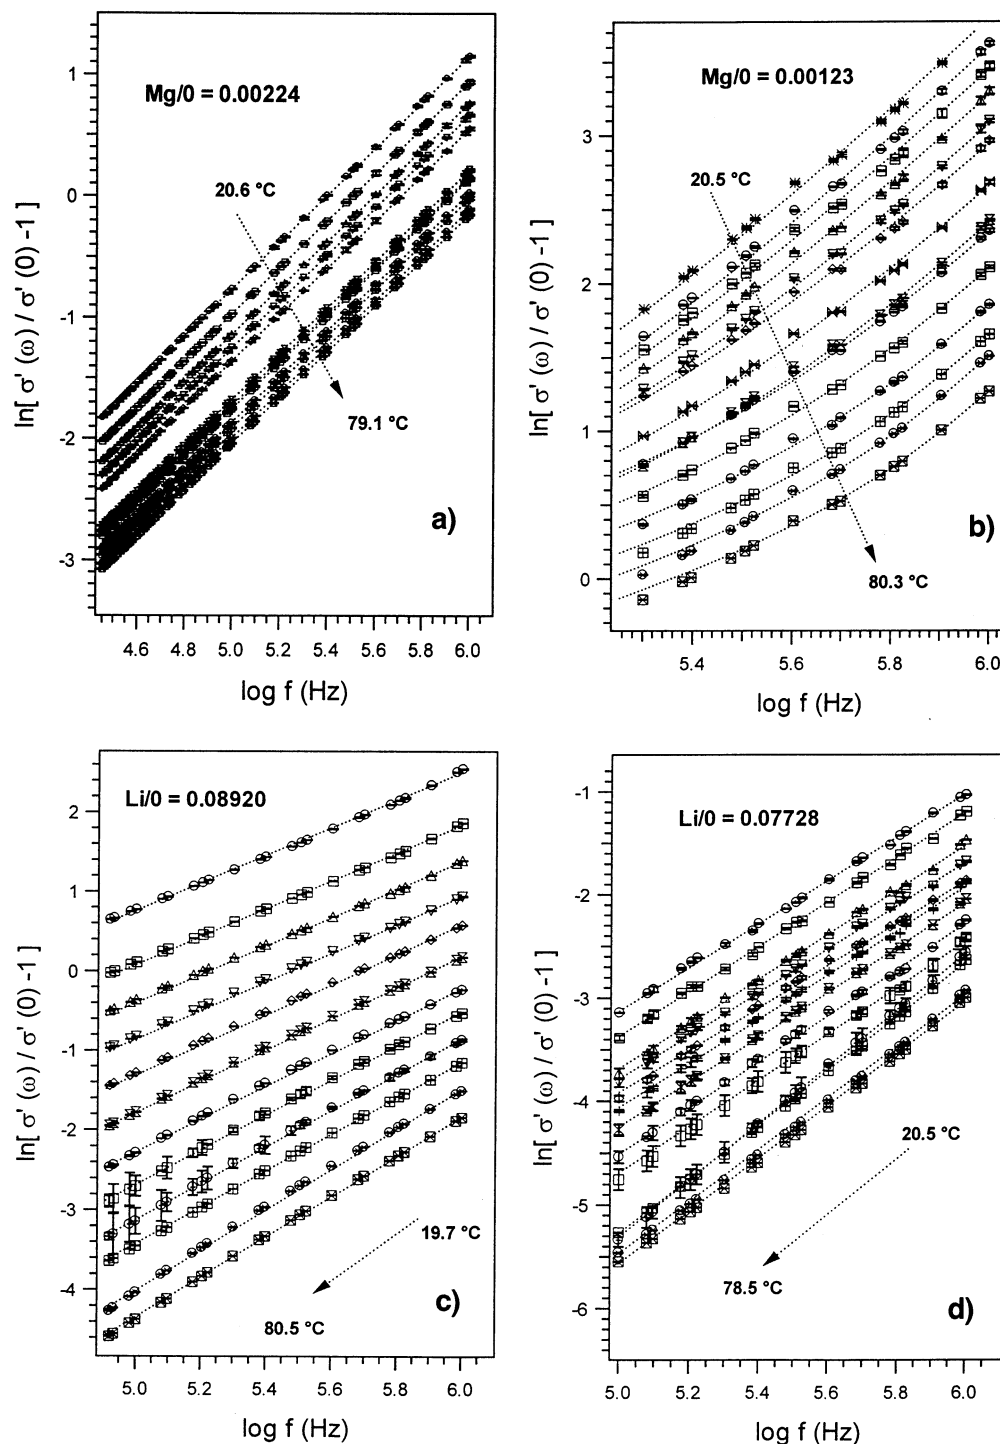 Mg/0 = 0.00224
20.6 °C
79.1 °C
a)
1
0
-1
-2
-3
ln[ σ' (ω) / σ' (0) -1 ]
4.6 4.8 5.0 5.2 5.4 5.6 5.8 6.0
log f (Hz)
Mg/0 = 0.00123
20.5 °C
80.3 °C
b)
3
2
1
0
ln[ σ' (ω) / σ' (0) -1 ]
5.4 5.6 5.8 6.0
log f (Hz)
Li/0 = 0.08920
19.7 °C
80.5 °C
c)
2
1
0
-1
-2
-3
-4
ln[ σ' (ω) / σ' (0) -1 ]
5.0 5.2 5.4 5.6 5.8 6.0
log f (Hz)
Li/0 = 0.07728
20.5 °C
78.5 °C
d)
-1
-2
-3
-4
-5
-6
ln[ σ' (ω) / σ' (0) -1 ]
5.0 5.2 5.4 5.6 5.8 6.0
log f (Hz)